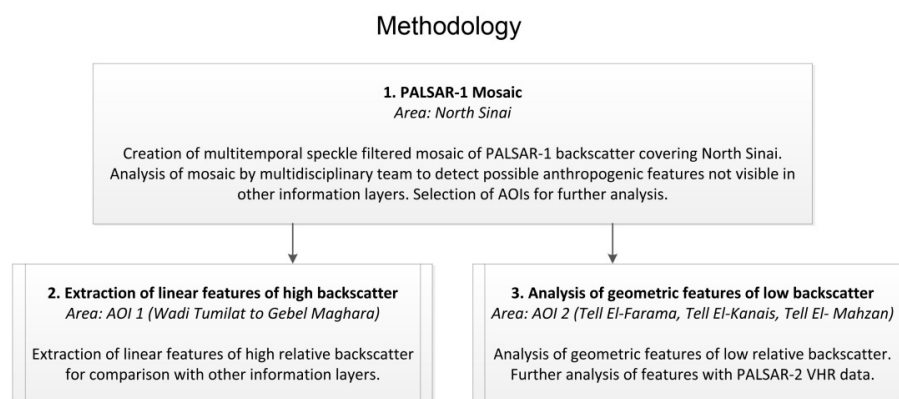 Methodology
1. PALSAR-1 Mosaic
Area: North Sinai
Creation of multitemporal speckle filtered mosaic of PALSAR-1 backscatter covering North Sinai.
Analysis of mosaic by multidisciplinary team to detect possible anthropogenic features not visible in
other information layers. Selection of AOIs for further analysis.
2. Extraction of linear features of high backscatter
Area: AOI 1 (Wadi Tumilat to Gebel Maghara)
Extraction of linear features of high relative backscatter
for comparison with other information layers.
3. Analysis of geometric features of low backscatter
Area: AOI 2 (Tell El-Farama, Tell El-Kanais, Tell El- Mahzan)
Analysis of geometric features of low relative backscatter.
Further analysis of features with PALSAR-2 VHR data.